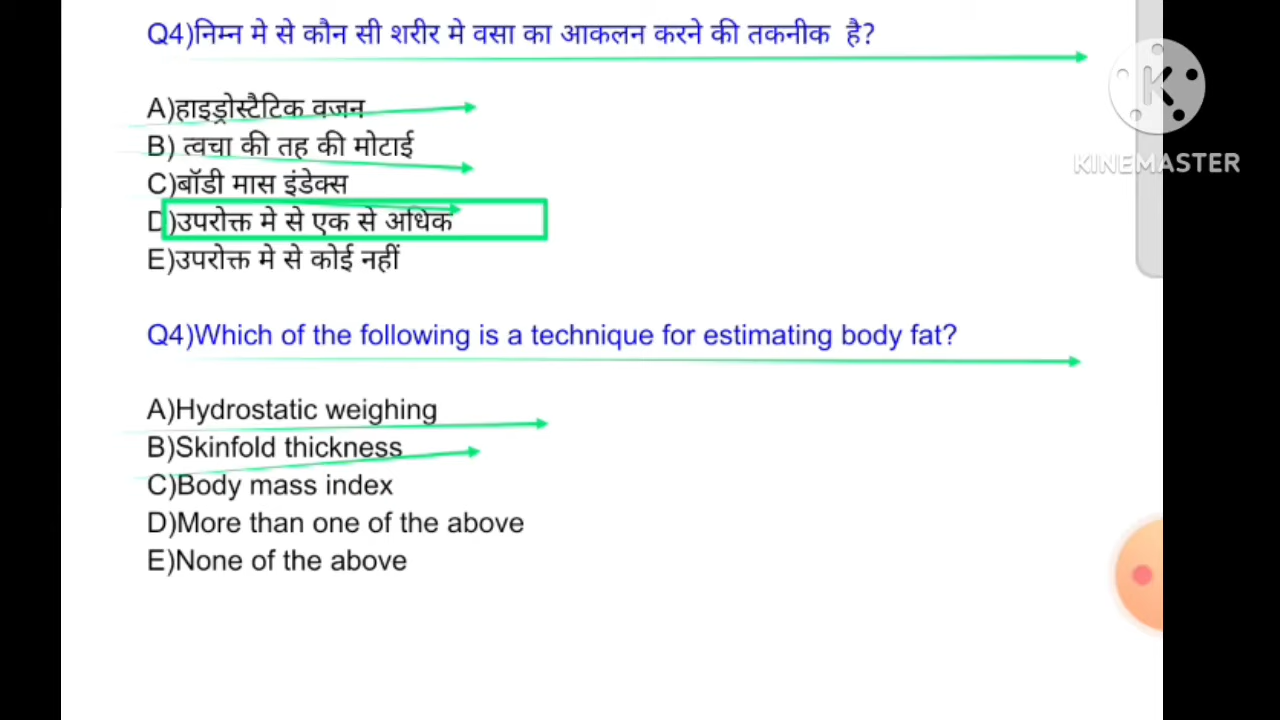 Q4)निम्न मे से कौन सी शरीर मे वसा का आकलन करने की तकनीक है?
A)हाइड्रोस्टैटिक वजन
B) त्वचा की तह की मोटाई
C)बॉडी मास इंडेक्स
D)उपरोक्त मे से एक से अधिक
E)उपरोक्त मे से कोई नहीं
Q4)Which of the following is a technique for estimating body fat?
A)Hydrostatic weighing
B)Skinfold thickness
C)Body mass index
D)More than one of the above
E)None of the above
K
KINEMASTER